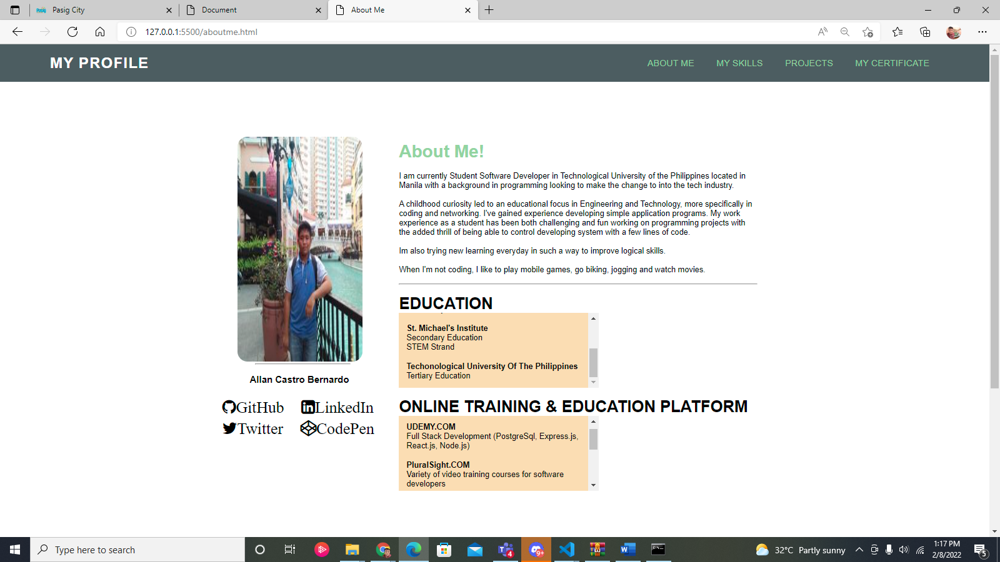 Pasig City
Document
About Me
127.0.0.1:5500/aboutme.html
MY PROFILE
ABOUT ME
MY SKILLS
PROJECTS
MY CERTIFICATE
About Me!
I am currently Student Software Developer in Technological University of the Philippines located in
Manila with a background in programming looking to make the change to into the tech industry.
A childhood curiosity led to an educational focus in Engineering and Technology, more specifically in
coding and networking. I've gained experience developing simple application programs. My work
experience as a student has been both challenging and fun working on programming projects with
the added thrill of being able to control developing system with a few lines of code.
Im also trying new learning everyday in such a way to improve logical skills.
When I'm not coding, I like to play mobile games, go biking, jogging and watch movies.
Allan Castro Bernardo
GitHub
LinkedIn
Twitter
CodePen
EDUCATION
St. Michael's Institute
Secondary Education
STEM Strand
Techonological University Of The Philippines
Tertiary Education
ONLINE TRAINING & EDUCATION PLATFORM
UDEMY.COM
Full Stack Development (PostgreSql, Express.js,
React.js, Node.js)
PluralSight.COM
Variety of video training courses for software
developers
Type here to search
4
9+
32°C Partly sunny
1:17 PM
2/8/2022
5